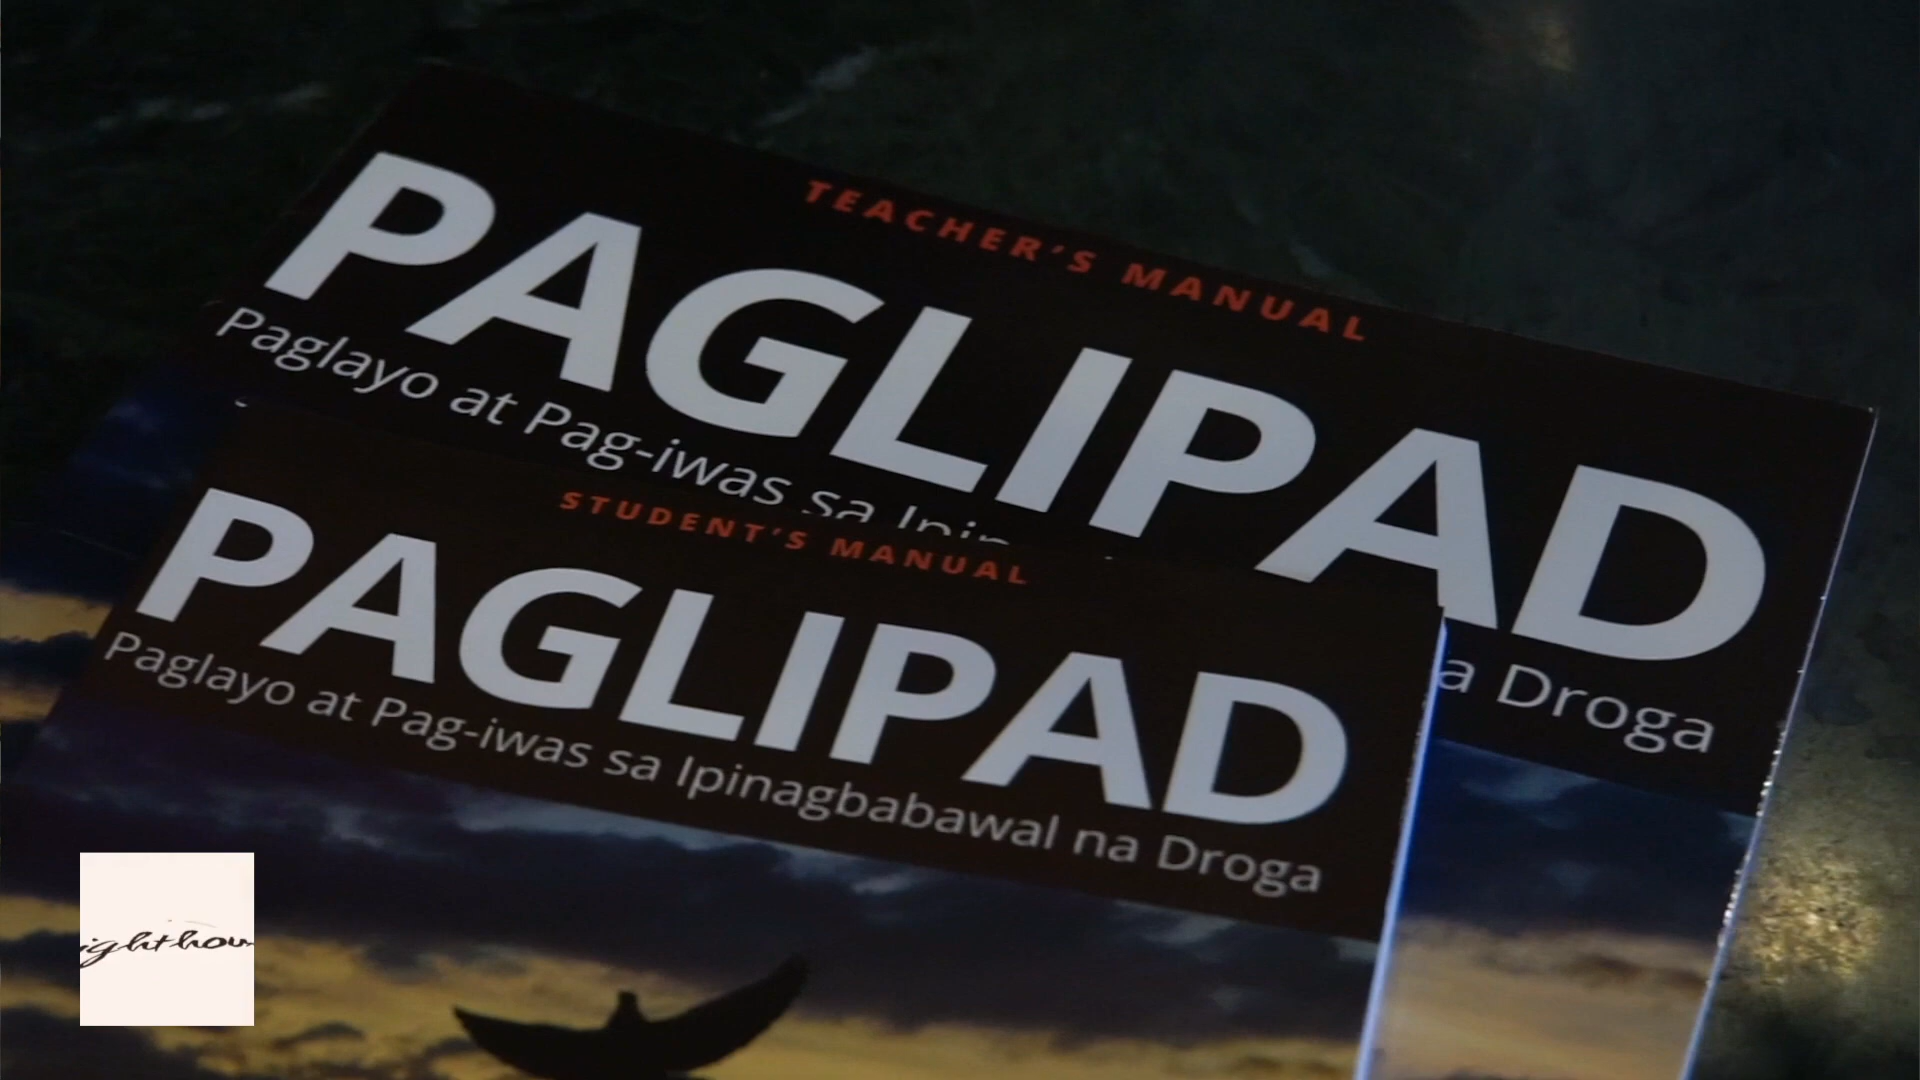 TEACHER'S MANUAL
PAGLIPAD
Paglayo at Pag-iwas sa
na Droga
STUDENT'S MANUAL
PAGLIPAD
Paglayo at Pag-iwas sa Ipinagbabawal na Droga